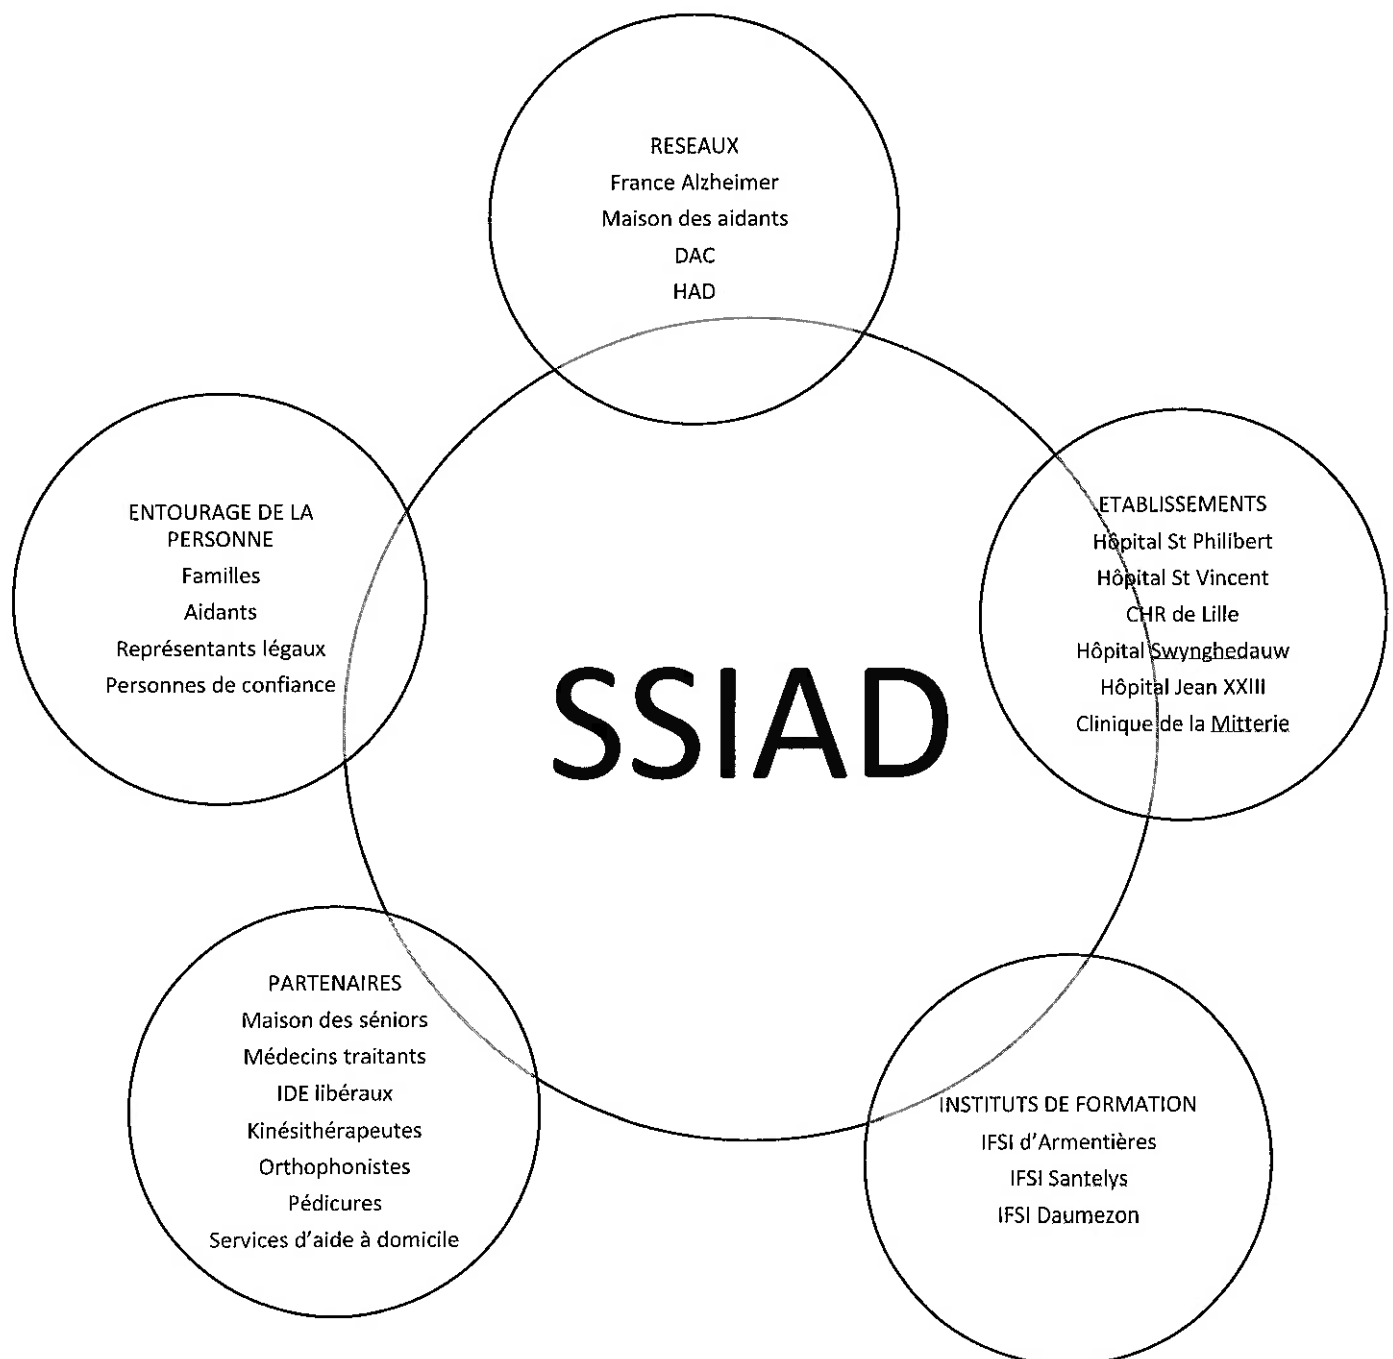 RESEAUX
France Alzheimer
Maison des aidants
DAC
HAD
ENTOURAGE DE LA
PERSONNE
Familles
Aidants
Représentants légaux
Personnes de confiance
ETABLISSEMENTS
Hôpital St Philibert
Hôpital St Vincent
CHR de Lille
Hôpital Swynghedauw
Hôpital Jean XXIII
Clinique de la Mitterie
SSIAD
PARTENAIRES
Maison des séniors
Médecins traitants
IDE libéraux
Kinésithérapeutes
Orthophonistes
Pédicures
Services d'aide à domicile
INSTITUTS DE FORMATION
IFSI d'Armentières
IFSI Santelys
IFSI Daumezon